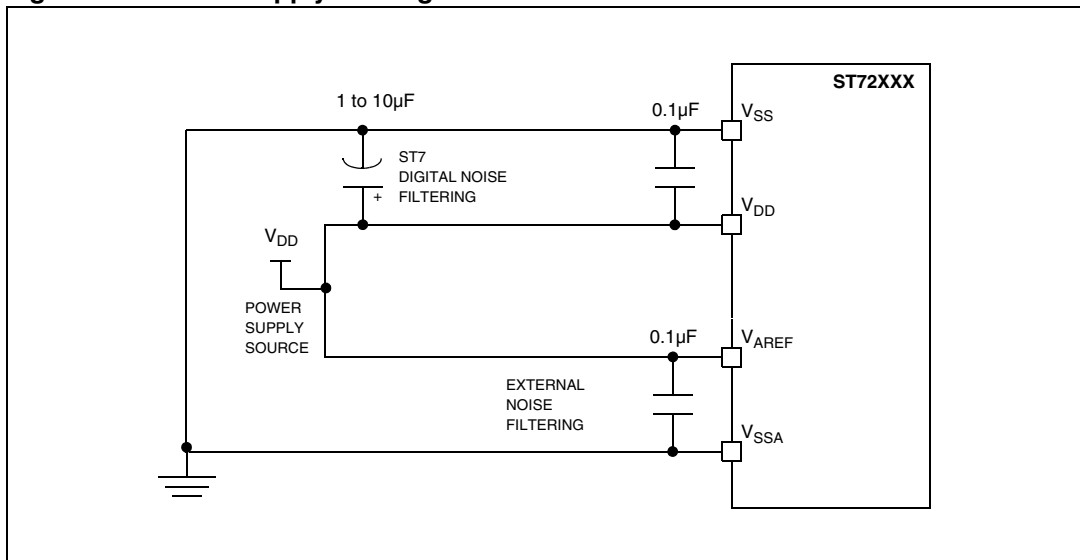 ST72XXX
1 to 10µF
0.1µF
VSS
ST7
DIGITAL NOISE
FILTERING
+
VDD
VDD
POWER
SUPPLY
SOURCE
0.1µF
VAREF
EXTERNAL
NOISE
FILTERING
VSSA